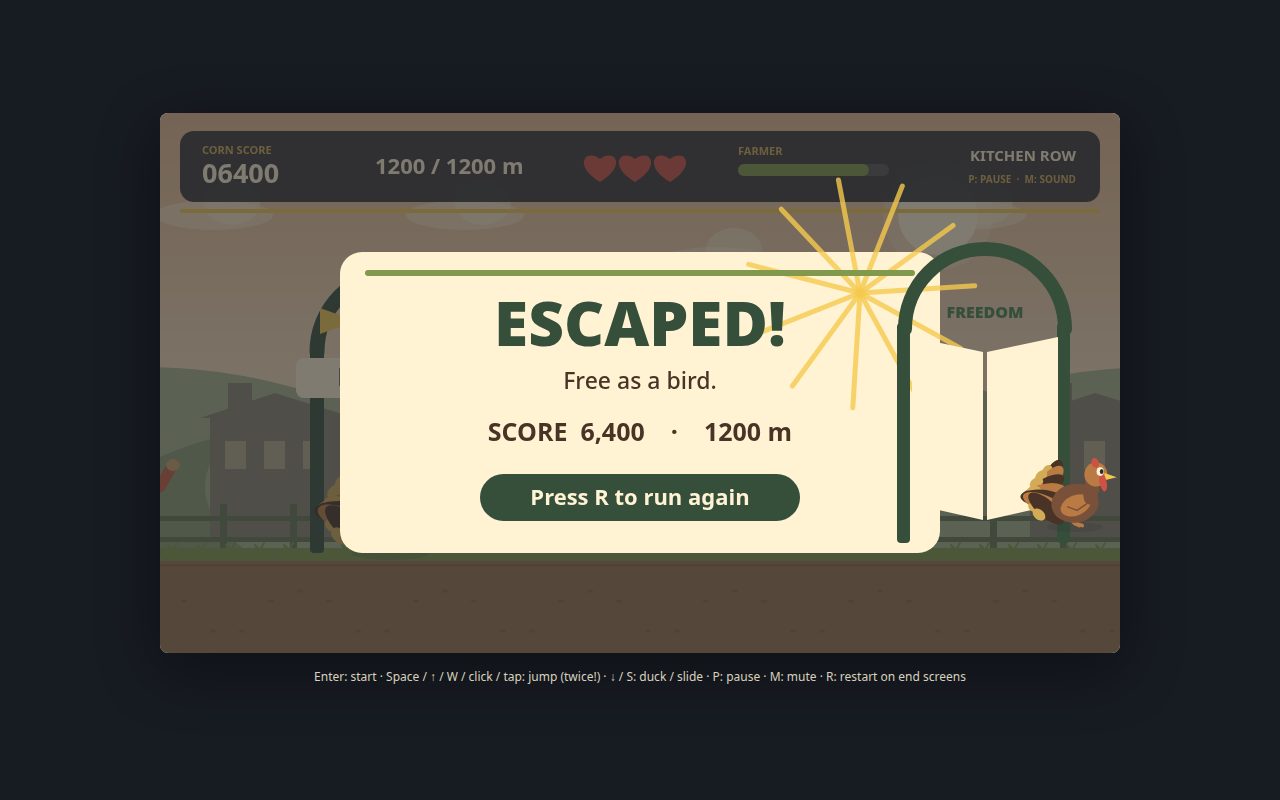 CORN SCORE
06400
1200 / 1200 m
FARMER
KITCHEN ROW
P: PAUSE · M: SOUND
FREEDOM
ESCAPED!
Free as a bird.
SCORE 6,400 · 1200 m
Press R to run again
Enter: start · Space / ↑ / W / click / tap: jump (twice!) · ↓ / S: duck / slide · P: pause · M: mute · R: restart on end screens